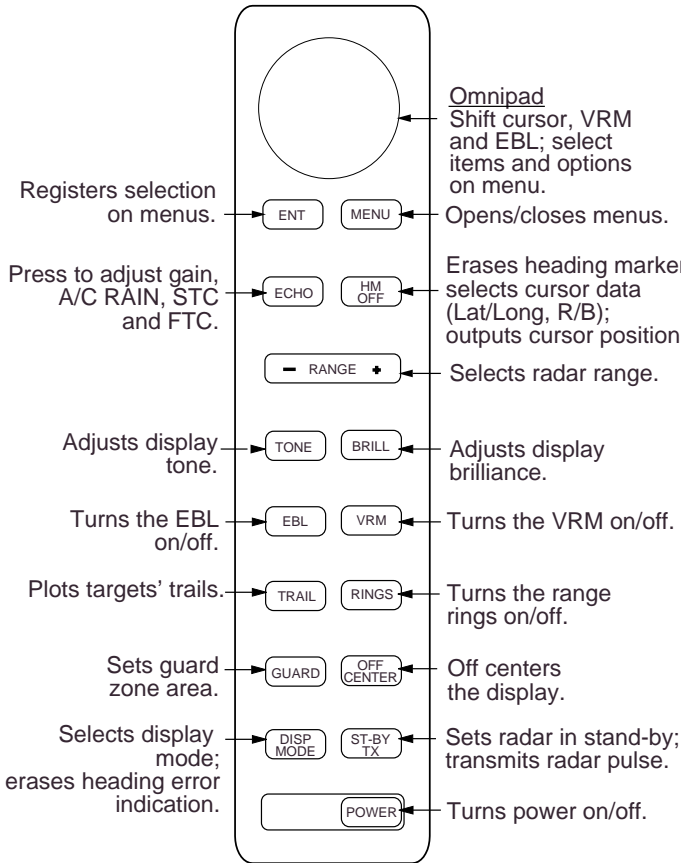 Omnipad
Shift cursor, VRM
and EBL; select
items and options
on menu.
Registers selection
on menus.
ENT
MENU
Opens/closes menus.
Press to adjust gain,
A/C RAIN, STC
and FTC.
ECHO
HM
OFF
Erases heading marker
selects cursor data
(Lat/Long, R/B);
outputs cursor position
− RANGE +
Selects radar range.
Adjusts display
tone.
TONE
BRILL
Adjusts display
brilliance.
Turns the EBL
on/off.
EBL
VRM
Turns the VRM on/off.
Plots targets’ trails.
TRAIL
RINGS
Turns the range
rings on/off.
Sets guard
zone area.
GUARD
OFF
CENTER
Off centers
the display.
Selects display
mode;
erases heading error
indication.
DISP
MODE
ST-BY
TX
Sets radar in stand-by;
transmits radar pulse.
POWER
Turns power on/off.